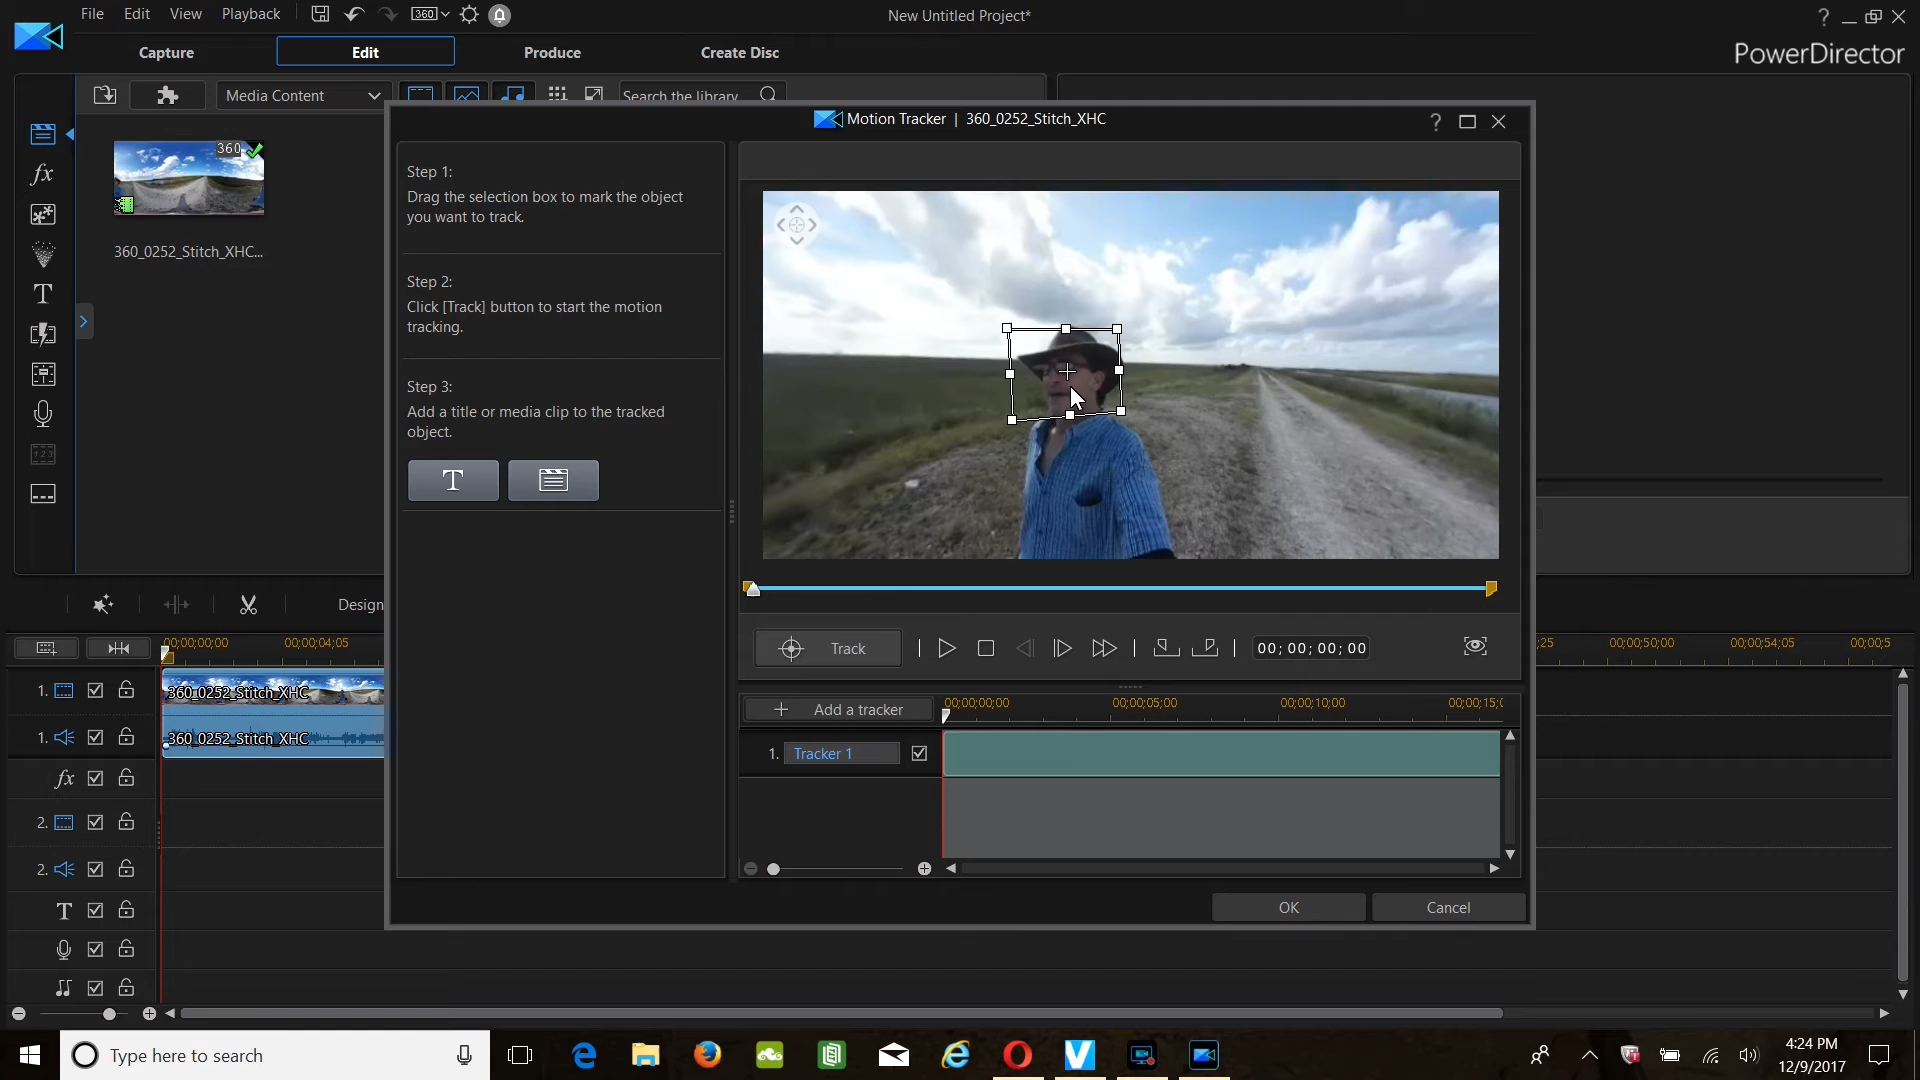 File Edit View Playback 360
New Untitled Project*
?
Capture Edit Produce Create Disc
PowerDirector
Media Content
Search the library
Motion Tracker | 360_0252_Stitch_XHC
?
360
360_0252_Stitch_XHC...
fx
T
Step 1:
Drag the selection box to mark the object
you want to track.
Step 2:
Click [Track] button to start the motion
tracking.
Step 3:
Add a title or media clip to the tracked
object.
T
Track
00; 00; 00; 00
Add a tracker
00;00;00;00 00;00;05;00 00;00;10;00 00;00;15;0
1. Tracker 1
OK Cancel
Design
00;00;00;00 00;00;04;05
;25 00;00;50;00 00;00;54;05 00;00;5
1. 360_0252_Stitch_XHC
1. 360_0252_Stitch_XHC
fx
2.
2.
T
Type here to search
4:24 PM
12/9/2017